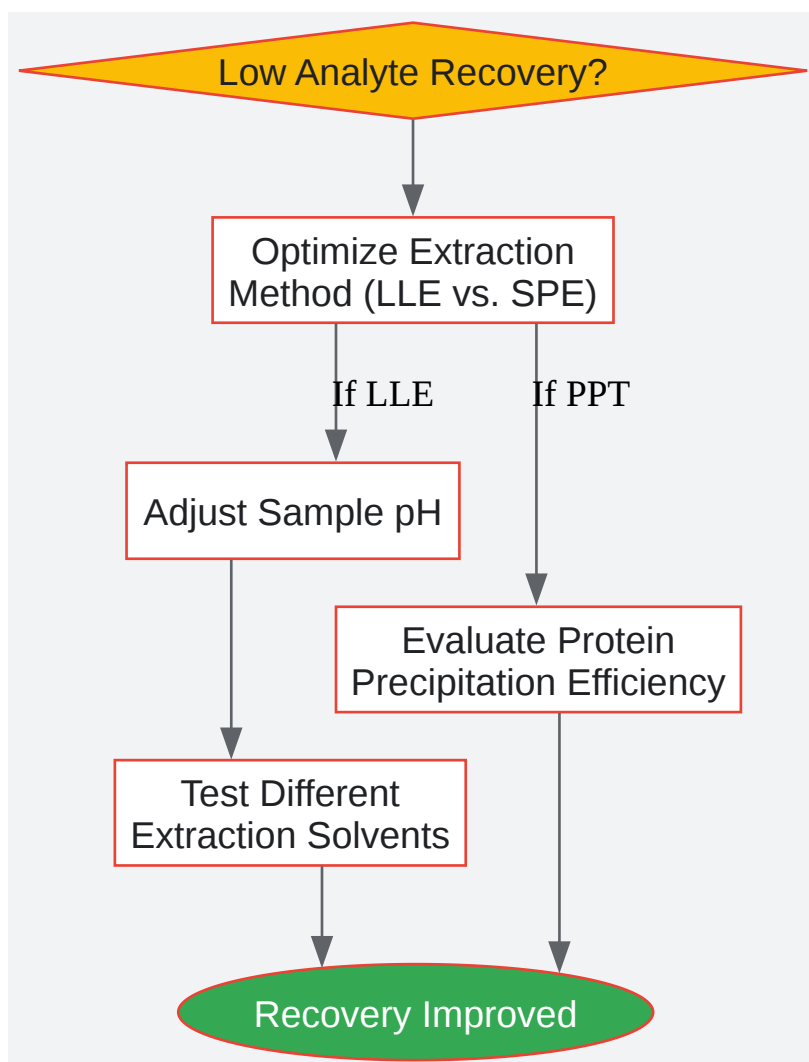 Low Analyte Recovery?
Optimize Extraction
Method (LLE vs. SPE)
If LLE
If PPT
Adjust Sample pH
Evaluate Protein
Precipitation Efficiency
Test Different
Extraction Solvents
Recovery Improved